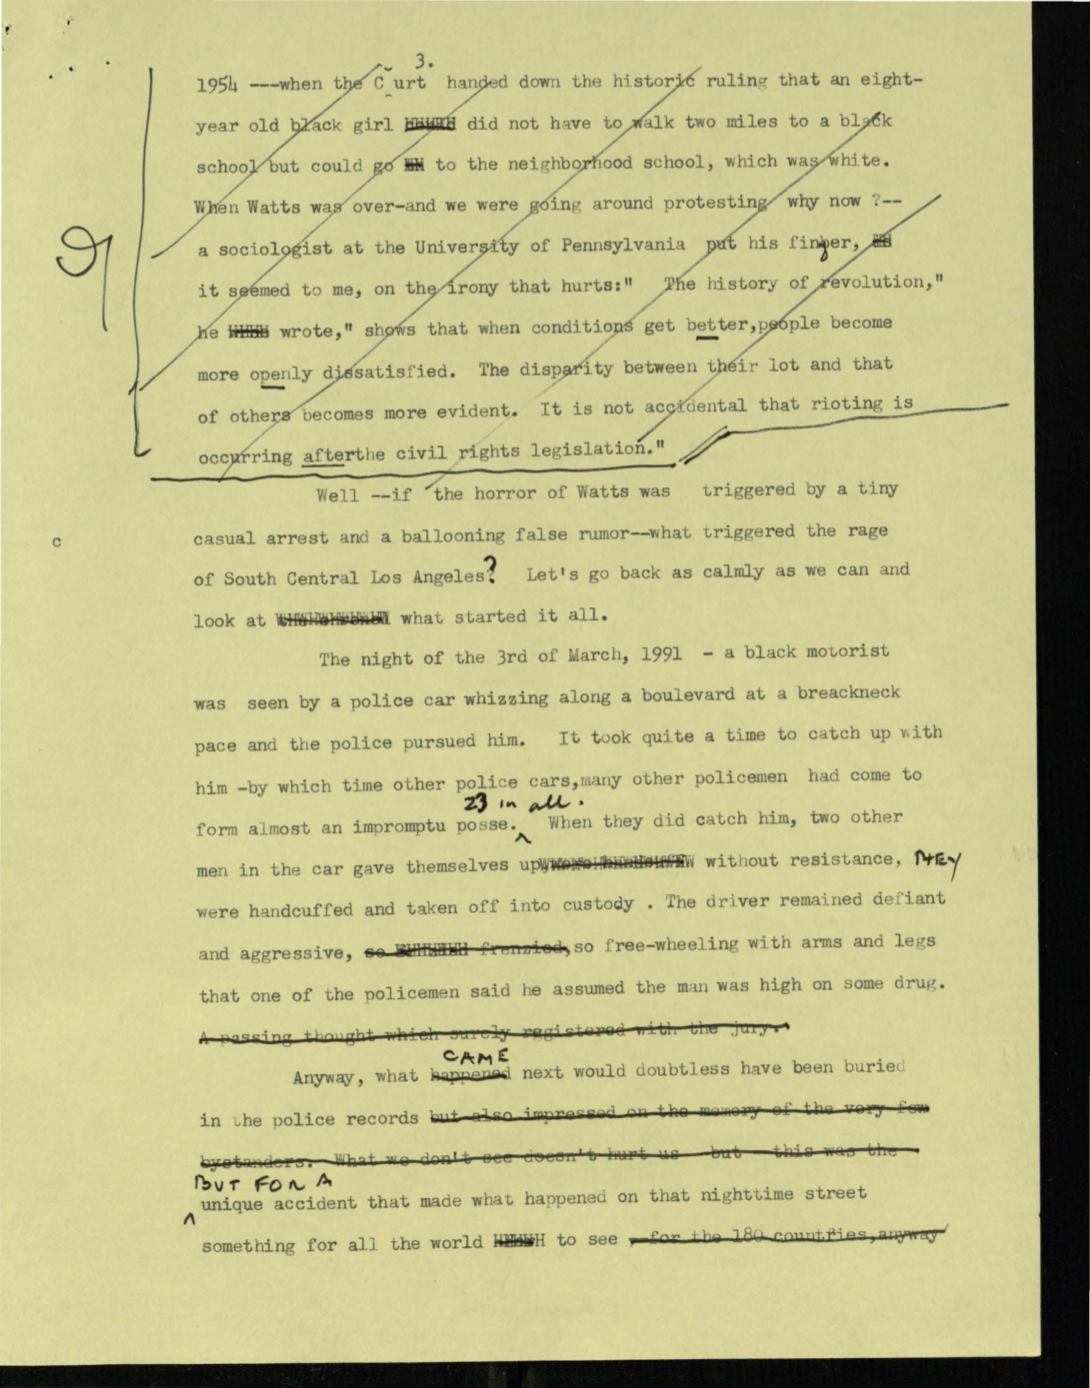 3.
1954 ---when the C urt handed down the historic ruling that an eight-
year old black girl did not have to walk two miles to a black
school but could go to the neighborhood school, which was white.
When Watts was over-and we were going around protesting why now ?--
a sociologist at the University of Pennsylvania put his finger,
it seemed to me, on the irony that hurts:" The history of revolution,"
he wrote," shows that when conditions get better,people become
more openly dissatisfied. The disparity between their lot and that
of others becomes more evident. It is not accidental that rioting is
occurring afterthe civil rights legislation."
Well --if the horror of Watts was triggered by a tiny
c
casual arrest and a ballooning false rumor--what triggered the rage
of South Central Los Angeles? Let's go back as calmly as we can and
look at what started it all.
The night of the 3rd of March, 1991 - a black motorist
was seen by a police car whizzing along a boulevard at a breackneck
pace and the police pursued him. It took quite a time to catch up with
him -by which time other police cars,many other policemen had come to
23 in all.
form almost an impromptu posse. When they did catch him, two other
men in the car gave themselves up, without resistance, THEY
were handcuffed and taken off into custody . The driver remained defiant
and aggressive, so frenzied,so free-wheeling with arms and legs
that one of the policemen said he assumed the man was high on some drug.
A passing thought which surely registered with the jury.
CAME
Anyway, what happened next would doubtless have been buried
in the police records but also impressed on the memory of the very few
bystanders. What we don't see doesn't hurt us but this was the
BUT FOR A
unique accident that made what happened on that nighttime street
something for all the world to see - for the 180 countries,anyway